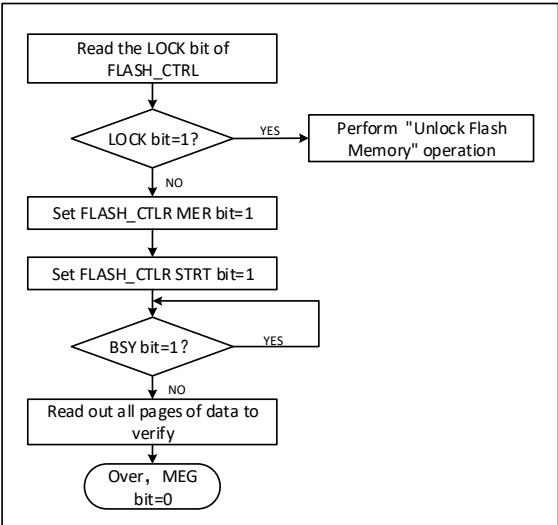 Read the LOCK bit of
FLASH_CTRL
LOCK bit=1?
YES
Perform "Unlock Flash
Memory" operation
NO
Set FLASH_CTLR MER bit=1
Set FLASH_CTLR STRT bit=1
BSY bit=1?
YES
NO
Read out all pages of data to
verify
Over, MEG
bit=0